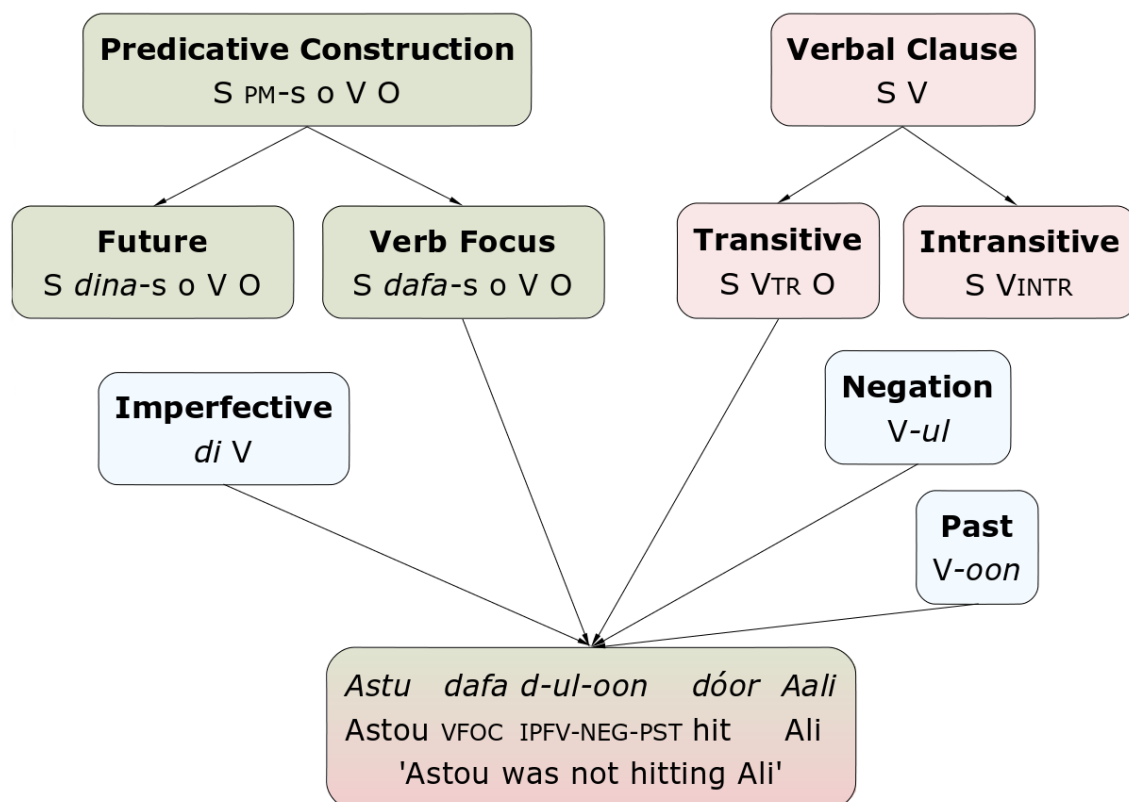 Predicative Construction
S PM-s o V O
Verbal Clause
S V
Future
S dina-s o V O
Verb Focus
S dafa-s o V O
Transitive
S VTR O
Intransitive
S VINTR
Imperfective
di V
Negation
V-ul
Past
V-oon
Astu dafa d-ul-oon dóor Aali
Astou VFOC IPFV-NEG-PST hit Ali
'Astou was not hitting Ali'